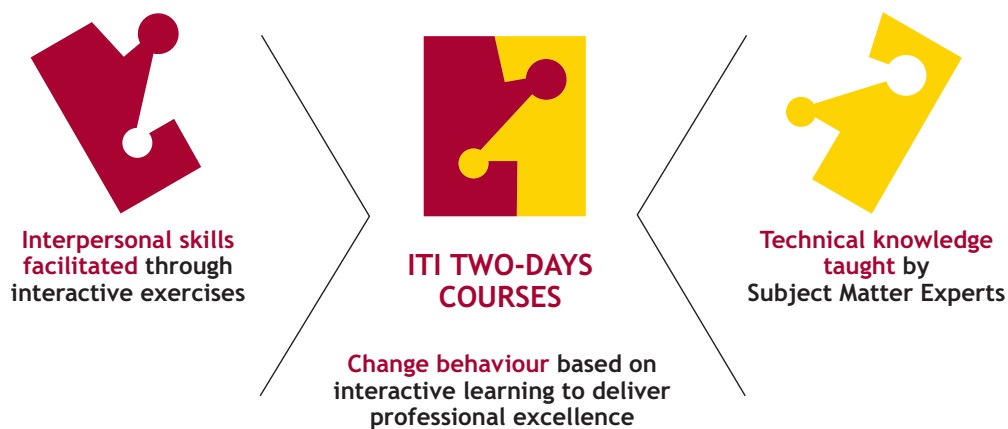 Interpersonal skills
facilitated through
interactive exercises
ITI TWO-DAYS
COURSES
Change behaviour based on
interactive learning to deliver
professional excellence
Technical knowledge
taught by
Subject Matter Experts